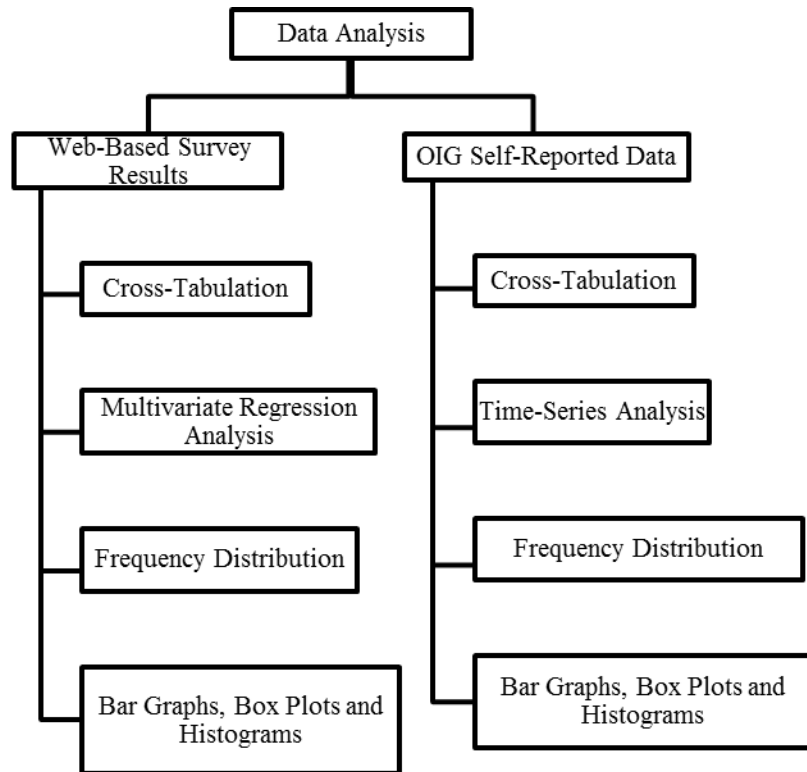 Data Analysis
Web-Based Survey
Results
Cross-Tabulation
Multivariate Regression
Analysis
Frequency Distribution
Bar Graphs, Box Plots and
Histograms
OIG Self-Reported Data
Cross-Tabulation
Time-Series Analysis
Frequency Distribution
Bar Graphs, Box Plots and
Histograms